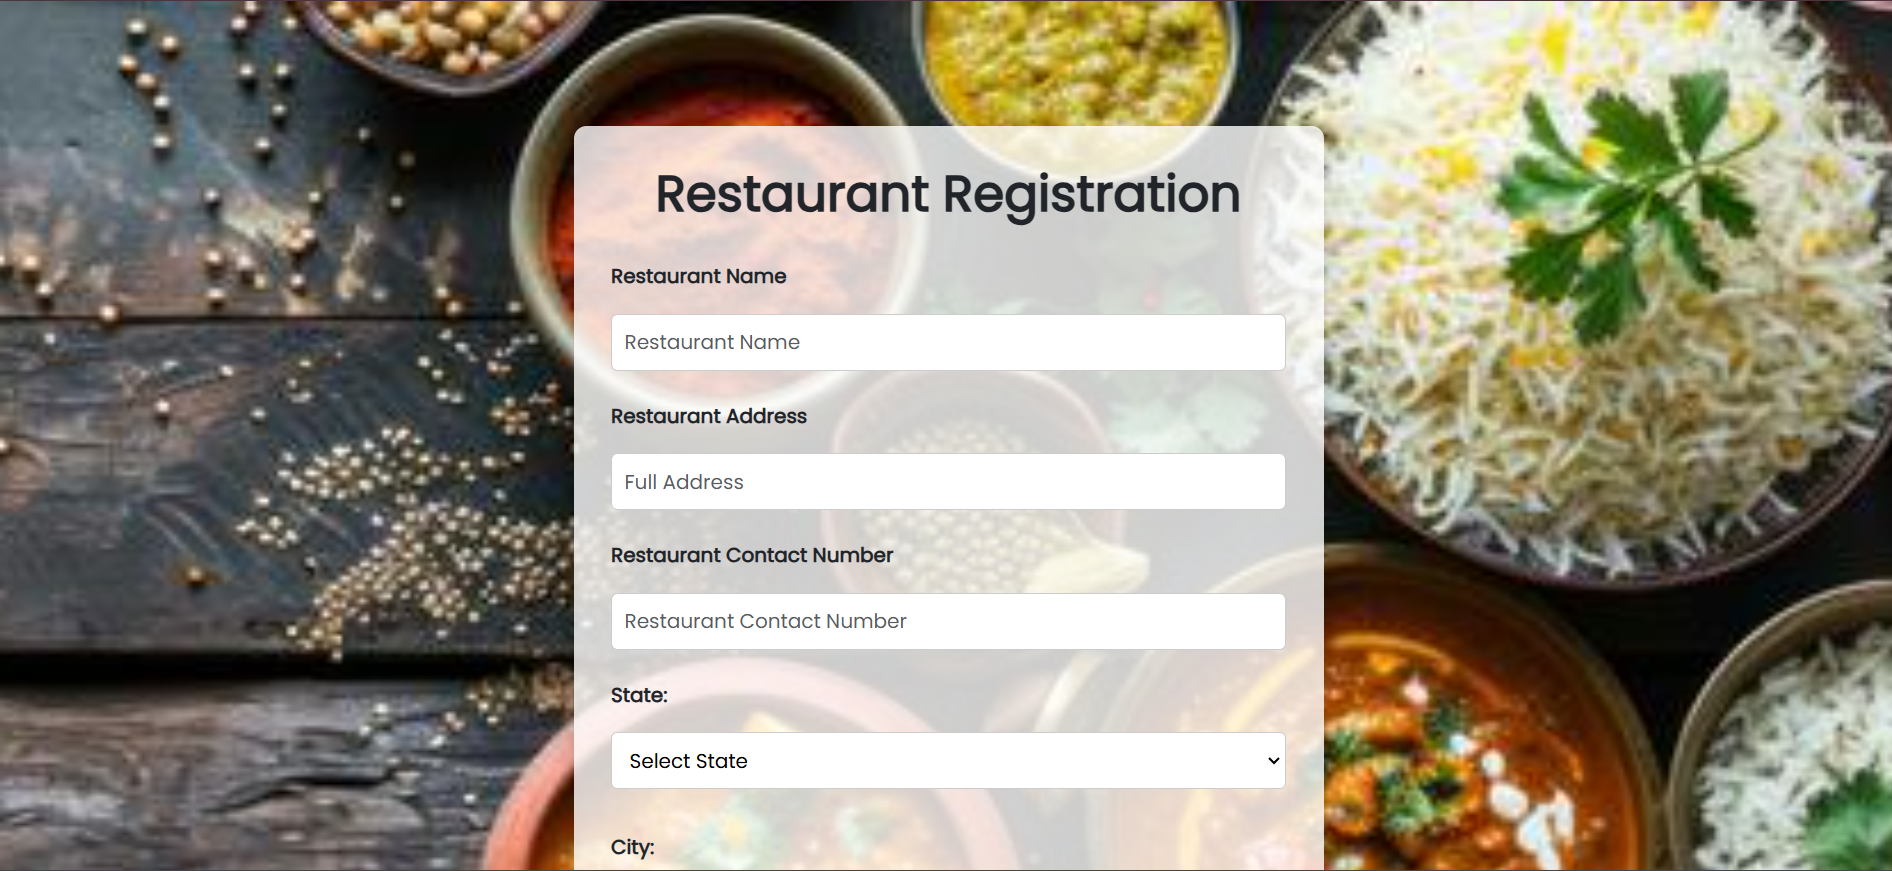 Restaurant Registration
Restaurant Name
Restaurant Name
Restaurant Address
Full Address
Restaurant Contact Number
Restaurant Contact Number
State:
Select State
City: